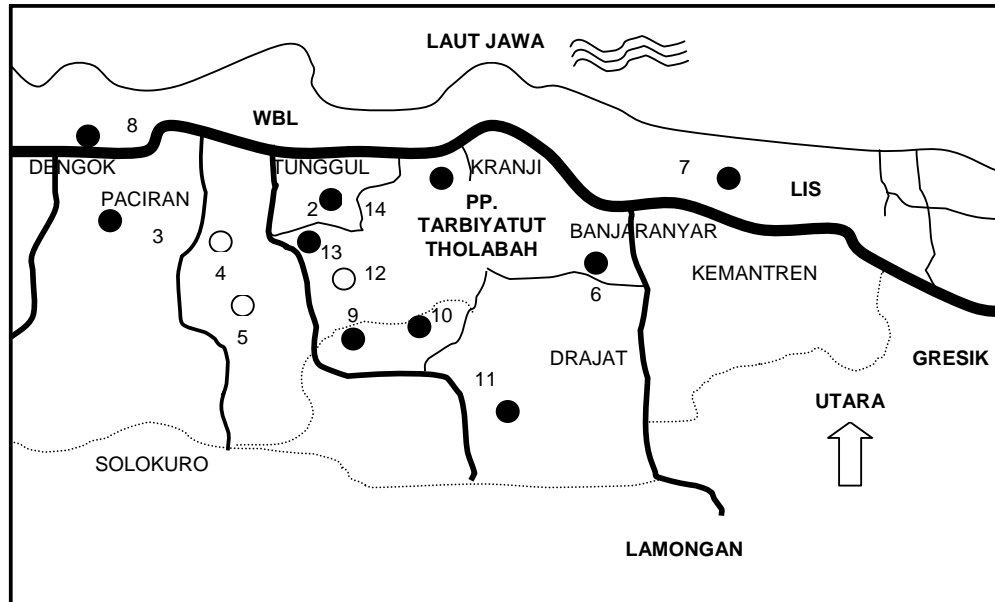 LAUT JAWA
WBL
8
DENGOK
TUNGGUL
KRANJI
7
LIS
PACIRAN
2
14
PP.
TARBIYATUT
THOLABAH
3
BANJARANYAR
4
13
12
6
KEMANTREN
5
9
10
DRAJAT
GRESIK
11
UTARA
SOLOKURO
LAMONGAN